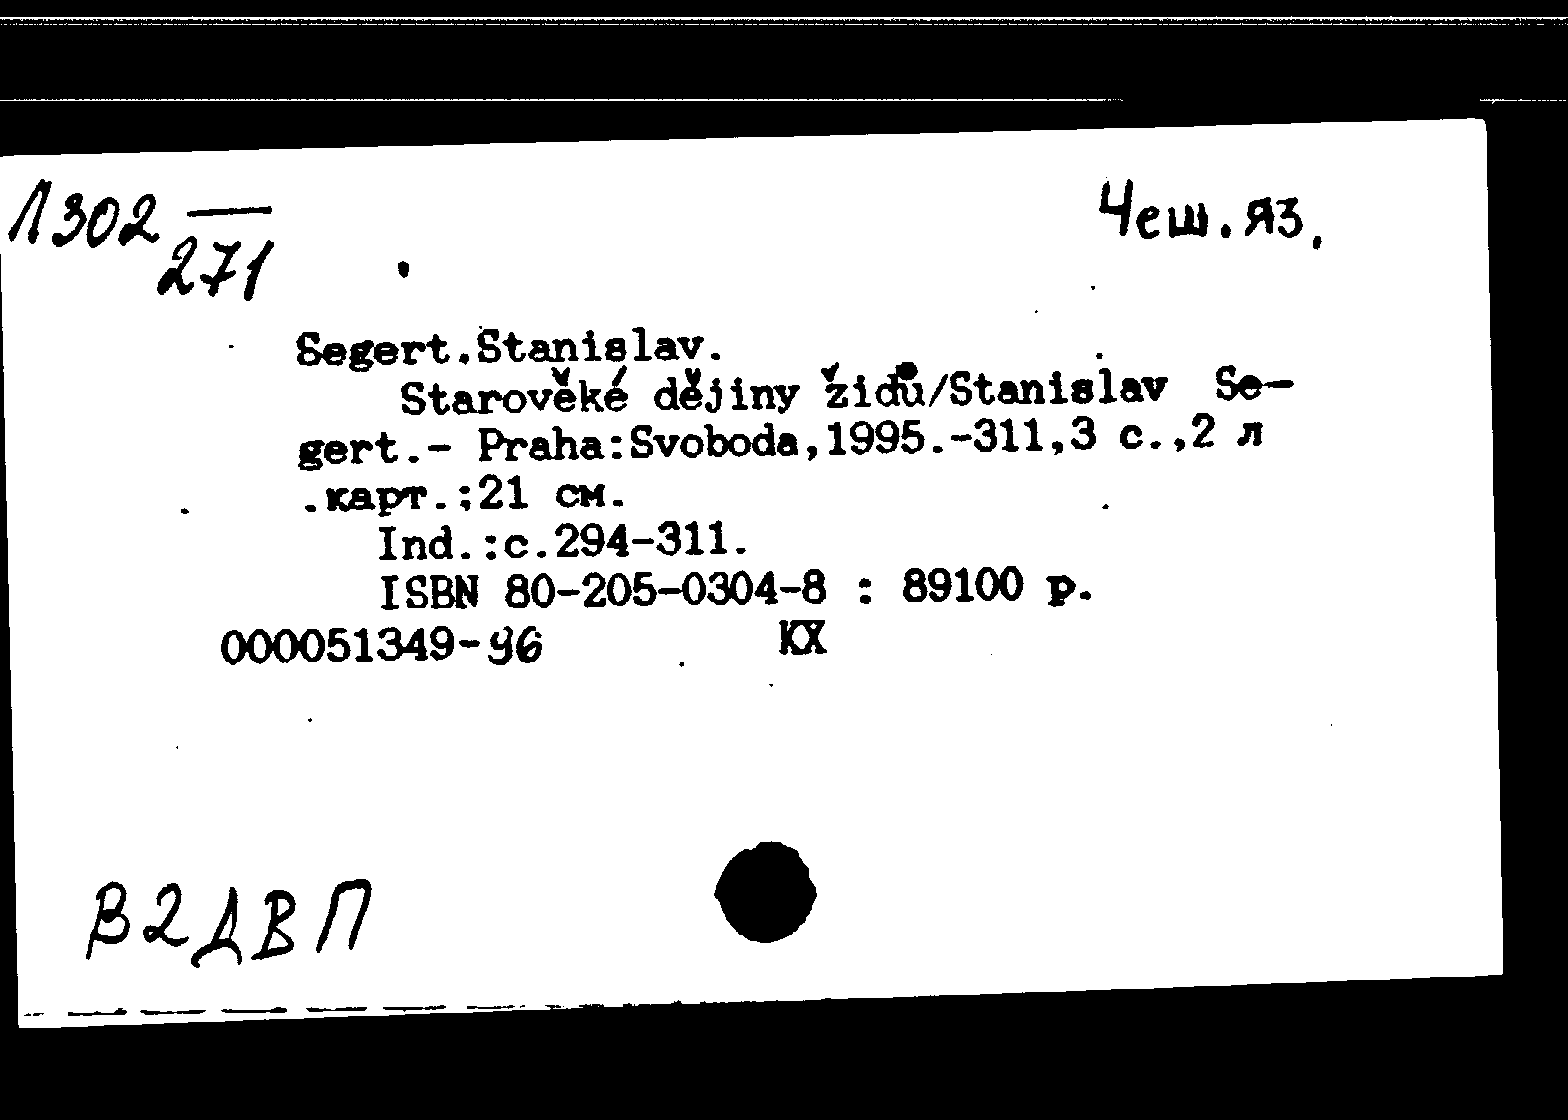 Л302 —
271
Чеш.яз.
Segert.Stanislav.
Starověké dějiny židů/Stanislav Se-
gert.- Praha:Svoboda,1995.-311,3 с.,2 л
.карт.;21 см.
Ind.:с.294-311.
ISBN 80-205-0304-8 : 89100 р.
000051349-96 КХ
В2ДВП